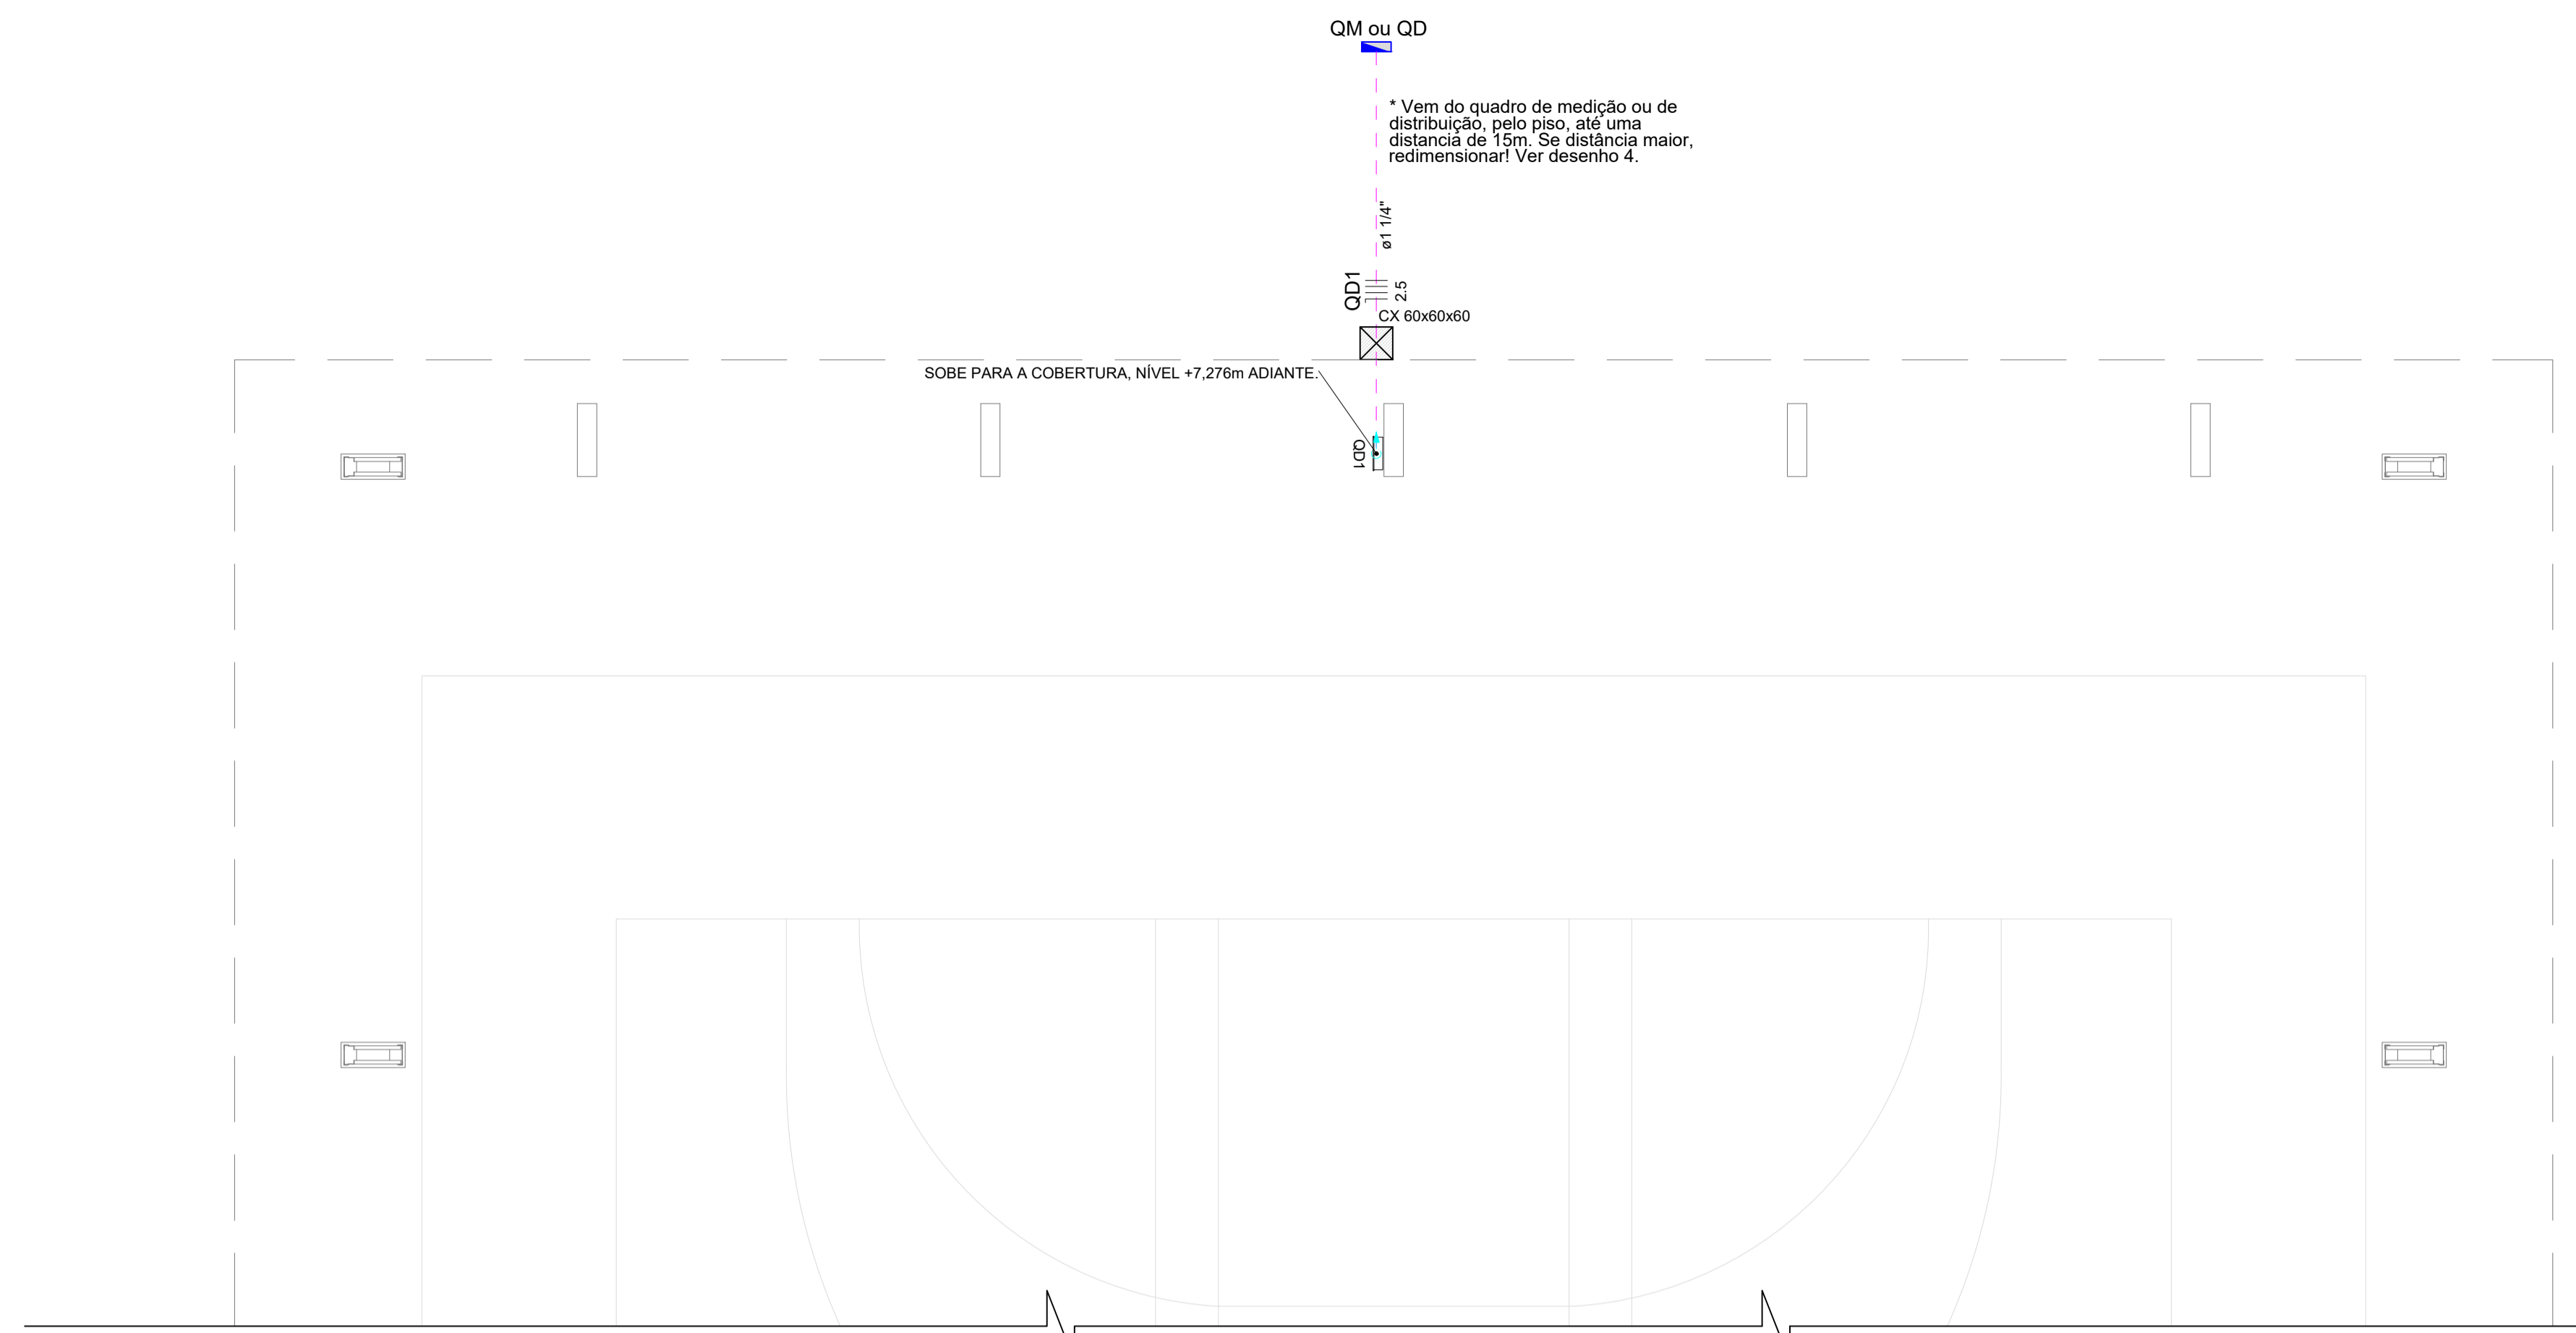 QM ou QD
* Vem do quadro de medição ou de
distribuição, pelo piso, até uma
distancia de 15m. Se distância maior,
redimensionar! Ver desenho 4.
ø1 1/4"
QD1
2.5
CX 60x60x60
SOBE PARA A COBERTURA, NÍVEL +7,276m ADIANTE.
QD1